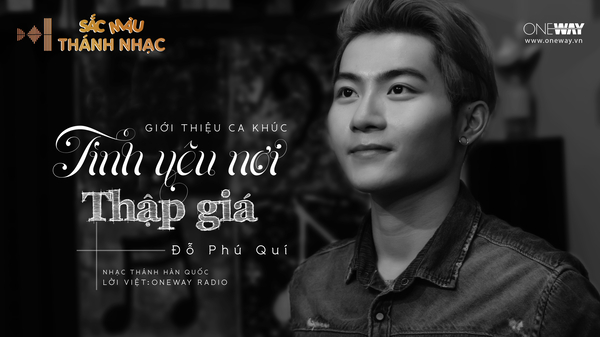 SẮC MÀU
THÁNH NHẠC
ONEWAY
www.oneway.vn
GIỚI THIỆU CA KHÚC
Tình yêu nơi
Thập giá
Đỗ Phú Quí
NHẠC THÁNH HÀN QUỐC
LỜI VIỆT:ONEWAY RADIO